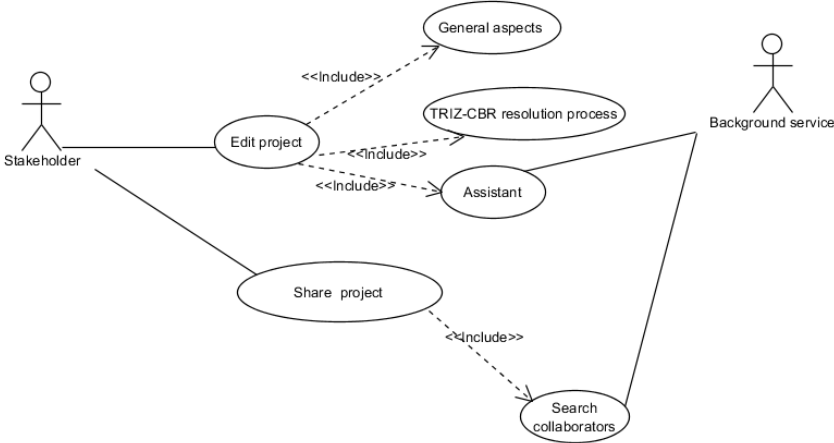 General aspects
<<Include>>
TRIZ-CBR resolution process
Background service
Edit project
<<Include>>
Stakeholder
<<Include>>
Assistant
Share project
<<Include>>
Search
collaborators